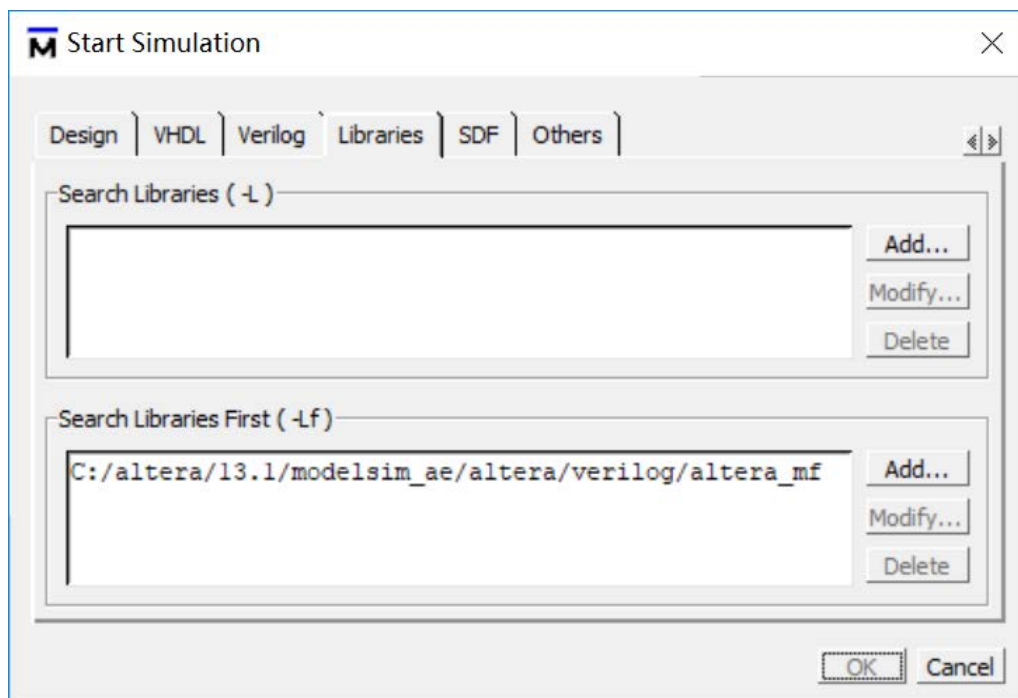 Start Simulation
Design VHDL Verilog Libraries SDF Others
Search Libraries ( -L )
Add...
Modify...
Delete
Search Libraries First ( -Lf )
C:/altera/13.1/modelsim_ae/altera/verilog/altera_mf
Add...
Modify...
Delete
OK Cancel